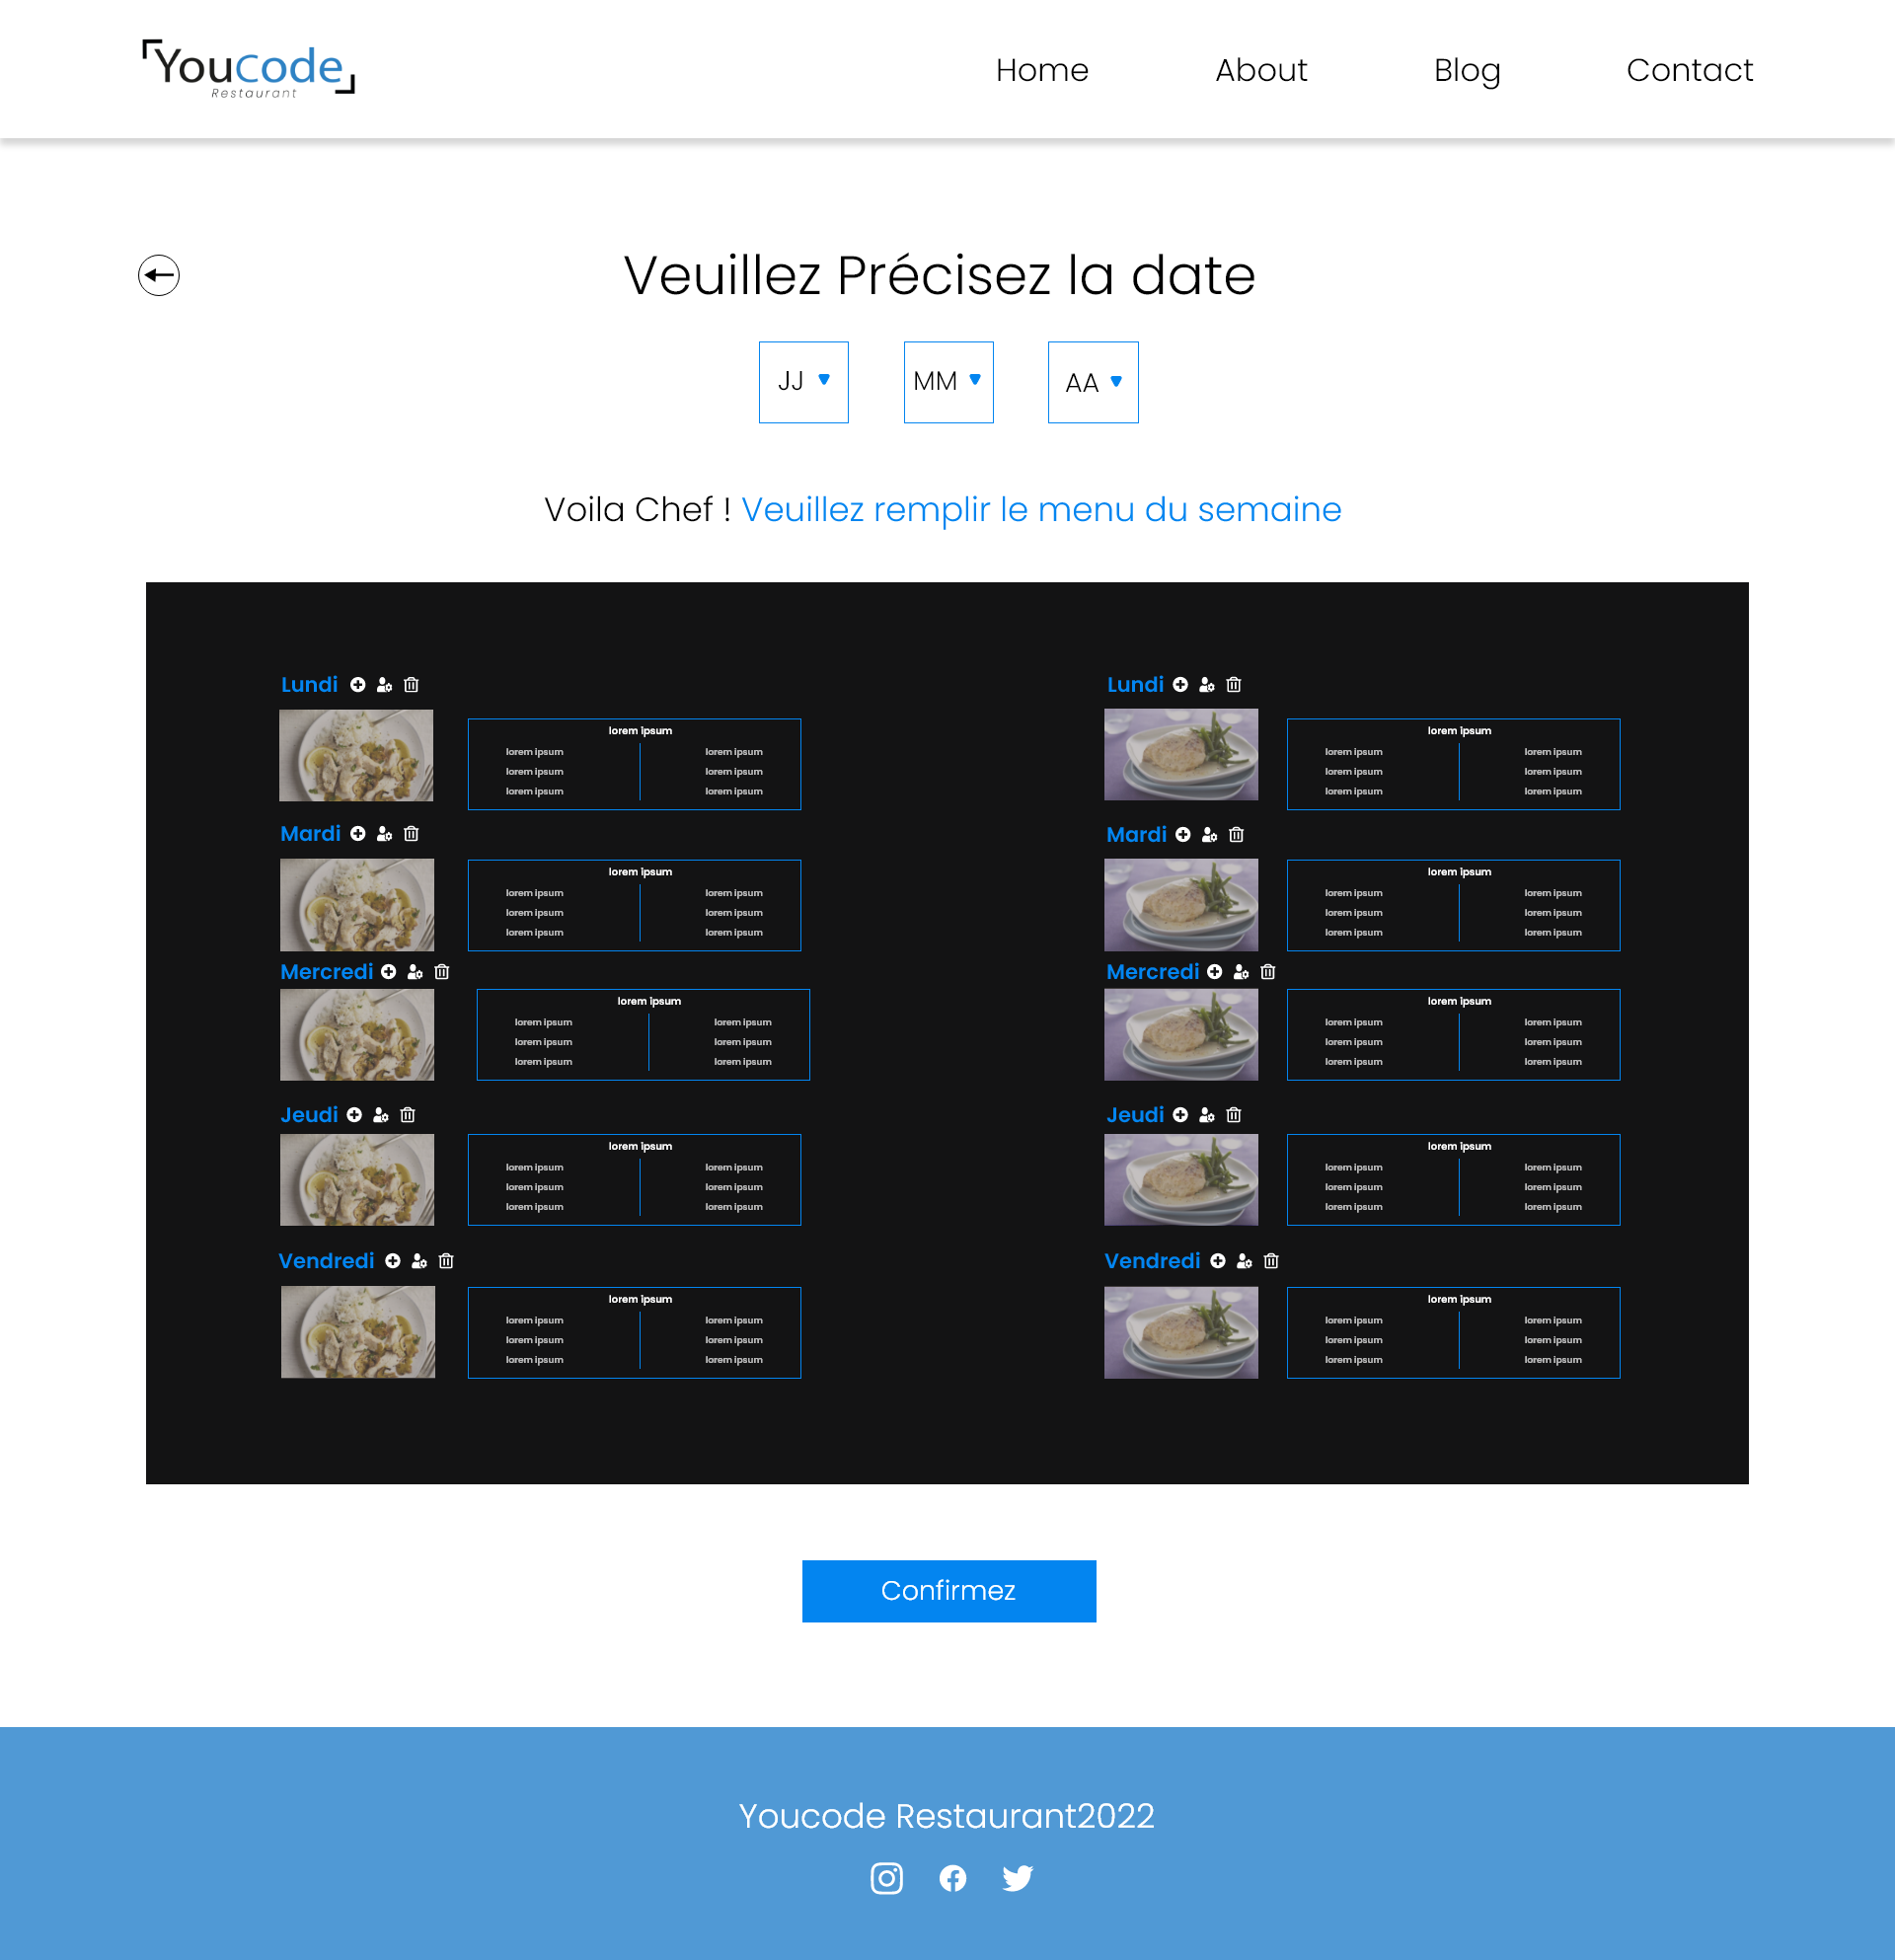 YouCode
Restaurant
Home About Blog Contact
Veuillez Précisez la date
JJ MM AA
Voila Chef ! Veuillez remplir le menu du semaine
Lundi
lorem ipsum
lorem ipsum lorem ipsum
lorem ipsum lorem ipsum
lorem ipsum lorem ipsum
Mardi
lorem ipsum
lorem ipsum lorem ipsum
lorem ipsum lorem ipsum
lorem ipsum lorem ipsum
Mercredi
lorem ipsum
lorem ipsum lorem ipsum
lorem ipsum lorem ipsum
lorem ipsum lorem ipsum
Jeudi
lorem ipsum
lorem ipsum lorem ipsum
lorem ipsum lorem ipsum
lorem ipsum lorem ipsum
Vendredi
lorem ipsum
lorem ipsum lorem ipsum
lorem ipsum lorem ipsum
lorem ipsum lorem ipsum
Lundi
lorem ipsum
lorem ipsum lorem ipsum
lorem ipsum lorem ipsum
lorem ipsum lorem ipsum
Mardi
lorem ipsum
lorem ipsum lorem ipsum
lorem ipsum lorem ipsum
lorem ipsum lorem ipsum
Mercredi
lorem ipsum
lorem ipsum lorem ipsum
lorem ipsum lorem ipsum
lorem ipsum lorem ipsum
Jeudi
lorem ipsum
lorem ipsum lorem ipsum
lorem ipsum lorem ipsum
lorem ipsum lorem ipsum
Vendredi
lorem ipsum
lorem ipsum lorem ipsum
lorem ipsum lorem ipsum
lorem ipsum lorem ipsum
Confirmez
Youcode Restaurant2022